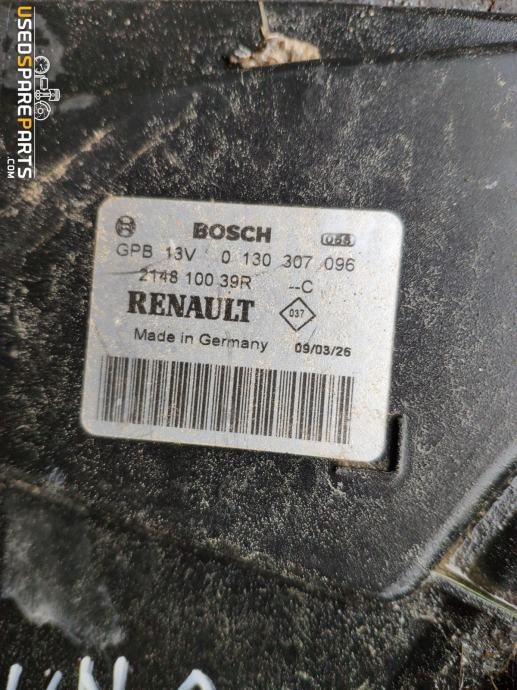 USEDSPAREPARTS
.COM
BOSCH 055
GPB 13V 0 130 307 096
2148 100 39R --C
RENAULT 037
Made in Germany 09/03/26